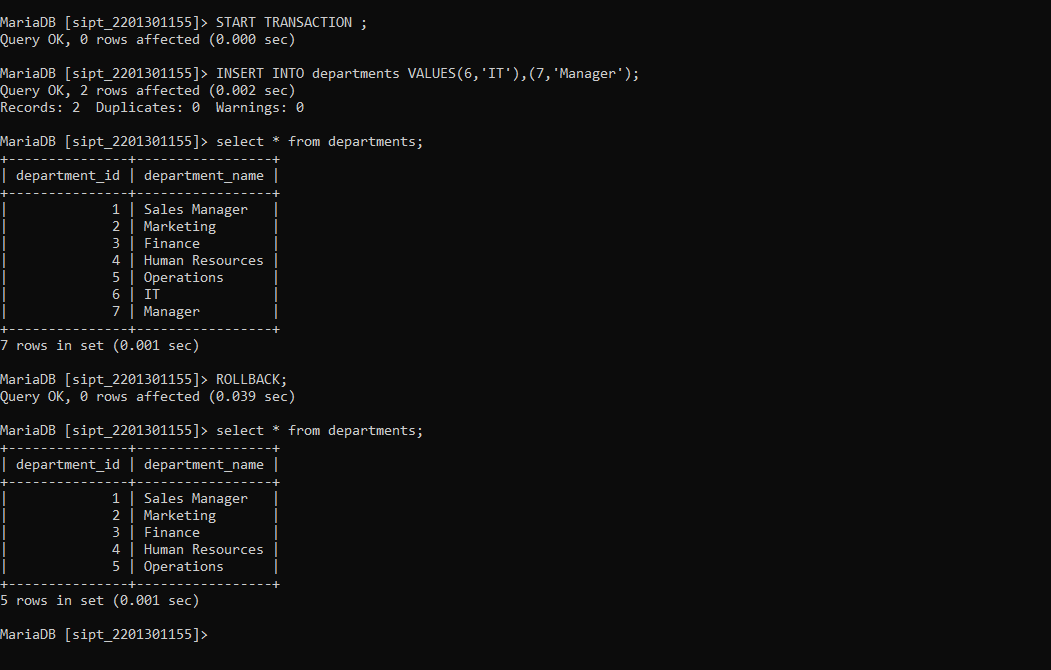 MariaDB [sipt_2201301155]> START TRANSACTION ;
Query OK, 0 rows affected (0.000 sec)
MariaDB [sipt_2201301155]> INSERT INTO departments VALUES(6,'IT'),(7,'Manager');
Query OK, 2 rows affected (0.002 sec)
Records: 2  Duplicates: 0  Warnings: 0
MariaDB [sipt_2201301155]> select * from departments;
+---------------+-----------------+
| department_id | department_name |
+---------------+-----------------+
|             1 | Sales Manager   |
|             2 | Marketing       |
|             3 | Finance         |
|             4 | Human Resources |
|             5 | Operations      |
|             6 | IT              |
|             7 | Manager         |
+---------------+-----------------+
7 rows in set (0.001 sec)
MariaDB [sipt_2201301155]> ROLLBACK;
Query OK, 0 rows affected (0.039 sec)
MariaDB [sipt_2201301155]> select * from departments;
+---------------+-----------------+
| department_id | department_name |
+---------------+-----------------+
|             1 | Sales Manager   |
|             2 | Marketing       |
|             3 | Finance         |
|             4 | Human Resources |
|             5 | Operations      |
+---------------+-----------------+
5 rows in set (0.001 sec)
MariaDB [sipt_2201301155]>